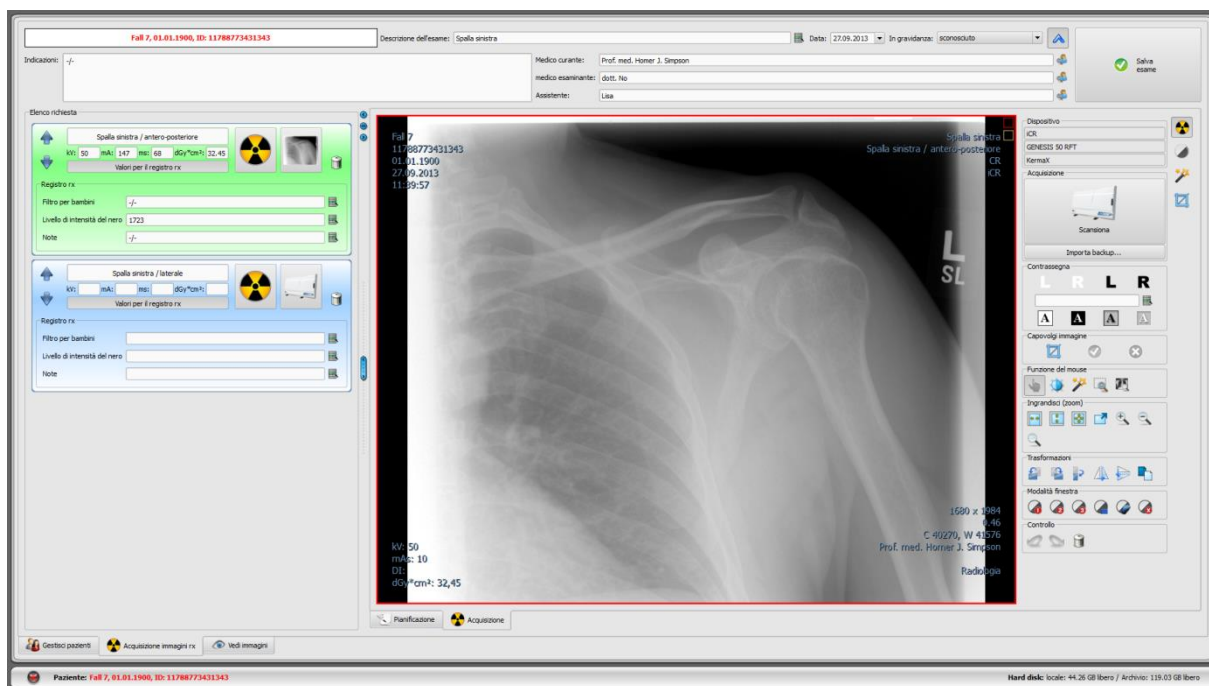 Fall 7, 01.01.1900, ID: 11788773431343
Descrizione dell'esame: Spalla sinistra
Data: 27.09.2013
In gravidanza: sconosciuto
Indicazioni: -/-
Medico curante: Prof. med. Homer J. Simpson
medico esaminante: dott. No
Assistente: Lisa
Salva esame
Elenco richiesta
Spalla sinistra / antero-posteriore
kV: 50 mA: 147 ms: 68 dGy*cm²: 32.45
Valori per il registro rx
Registro rx
Filtro per bambini -/-
Livello di intensità del nero 1723
Note -/-
Spalla sinistra / laterale
kV: mA: ms: dGy*cm²:
Valori per il registro rx
Registro rx
Filtro per bambini
Livello di intensità del nero
Note
Fall 7
11788773431343
01.01.1900
27.09.2013
11:39:57
Spalla sinistra
Spalla sinistra / antero-posteriore
CR
iCR
L
SL
kV: 50
mAs: 10
DI:
dGy*cm²: 32,45
1680 x 1984
0.46
C 40270, W 41576
Prof. med. Homer J. Simpson
Radiologia
Dispositivo
iCR
GENESIS 50 RFT
KermaX
Acquisizione
Scansiona
Importa backup...
Contrassegna
L R L R
A A A A
Capovolgi immagine
Funzione del mouse
Ingrandisci (zoom)
Trasformazioni
Modalità finestra
Controllo
Pianificazione Acquisizione
Gestisci pazienti Acquisizione immagini rx Vedi immagini
Paziente: Fall 7, 01.01.1900, ID: 11788773431343
Hard disk: locale: 44.26 GB libero / Archivio: 119.03 GB libero